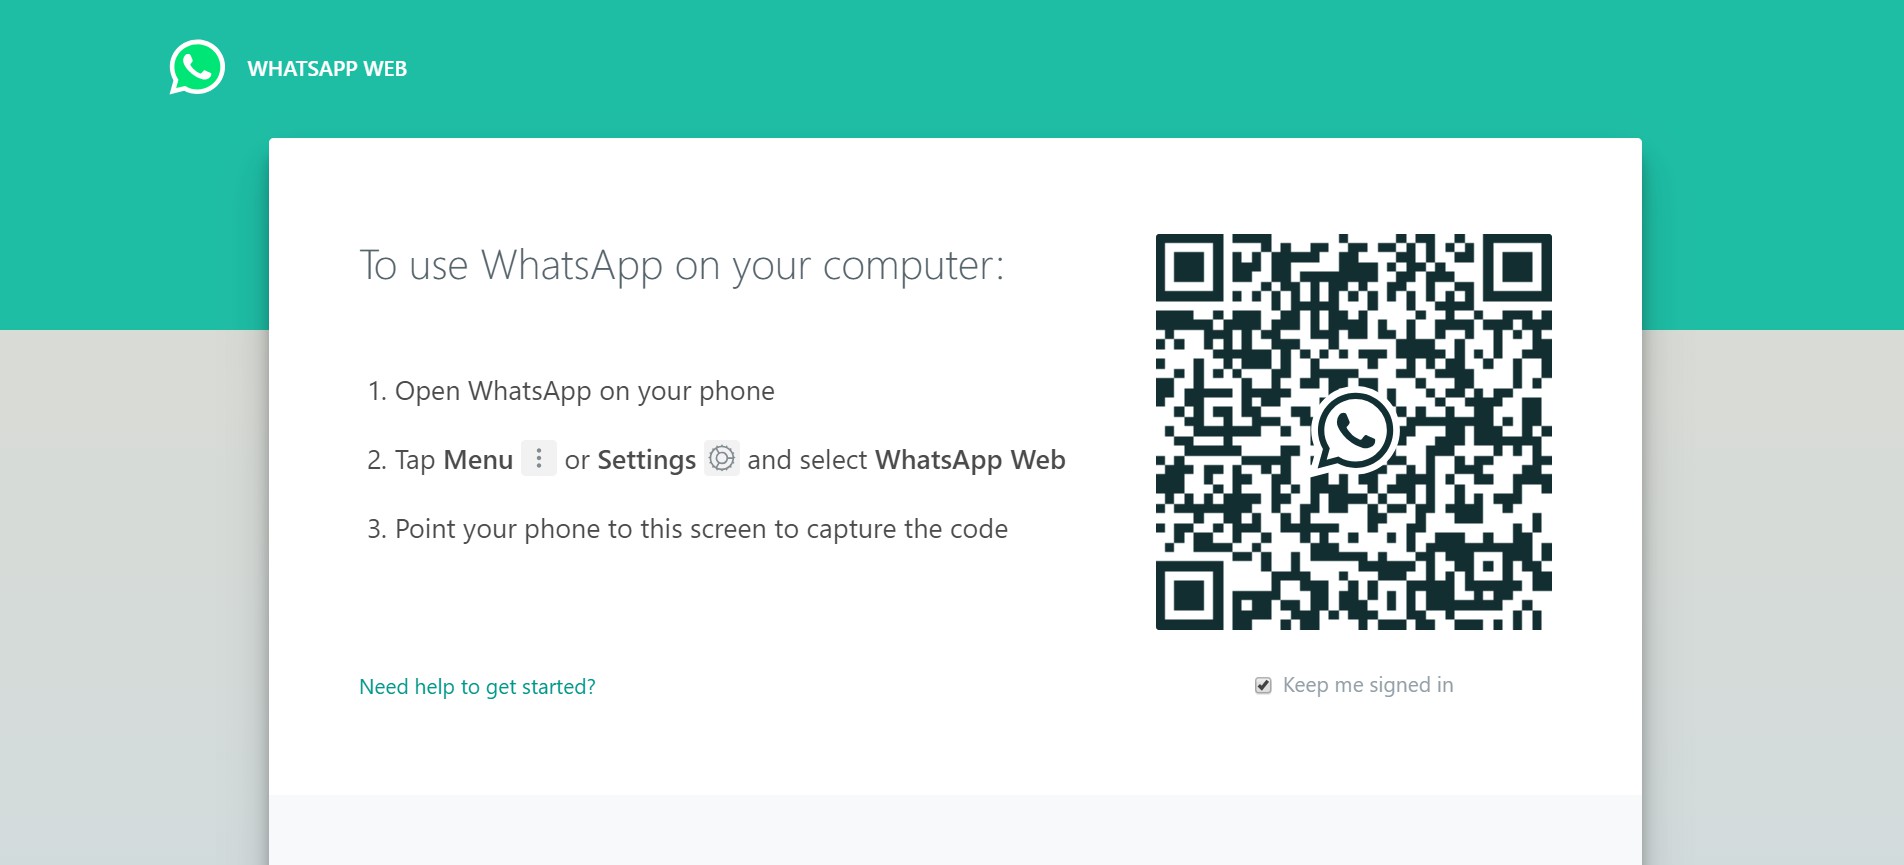 WHATSAPP WEB
To use WhatsApp on your computer:
1. Open WhatsApp on your phone
2. Tap Menu or Settings and select WhatsApp Web
3. Point your phone to this screen to capture the code
Need help to get started?
Keep me signed in